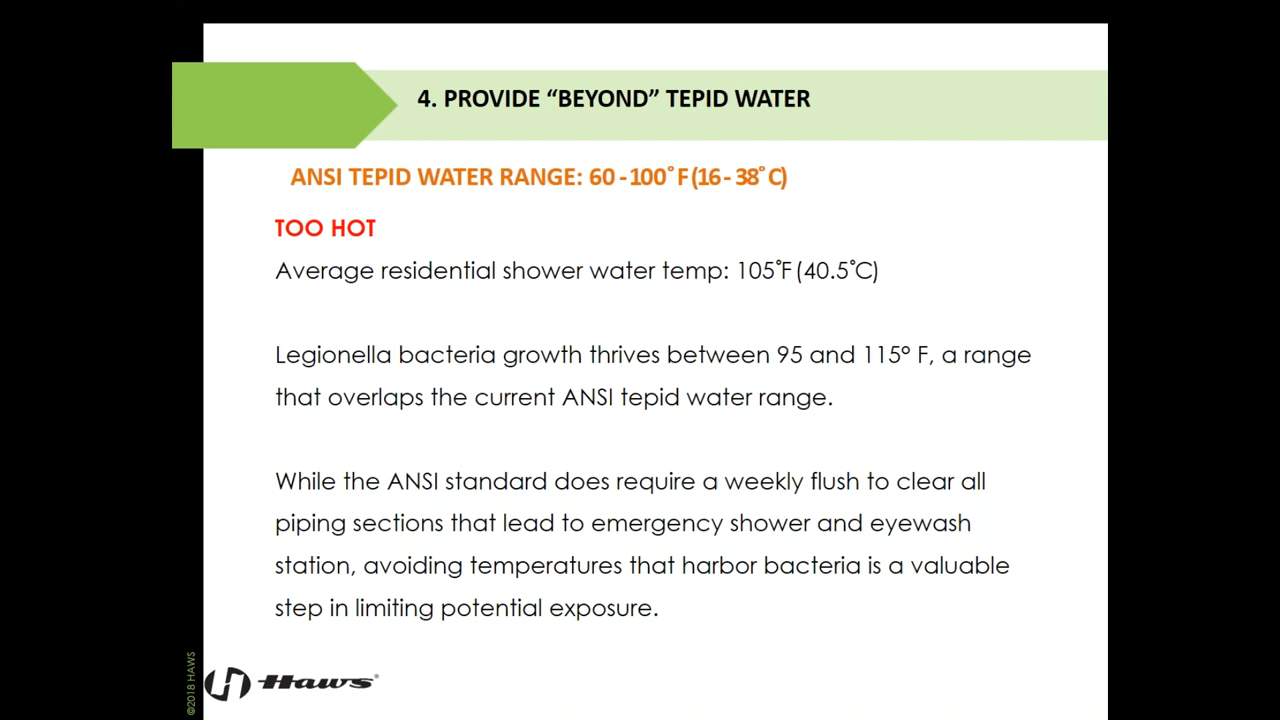 4. PROVIDE “BEYOND” TEPID WATER
ANSI TEPID WATER RANGE: 60 - 100° F (16 - 38° C)
TOO HOT
Average residential shower water temp: 105°F (40.5°C)
Legionella bacteria growth thrives between 95 and 115° F, a range
that overlaps the current ANSI tepid water range.
While the ANSI standard does require a weekly flush to clear all
piping sections that lead to emergency shower and eyewash
station, avoiding temperatures that harbor bacteria is a valuable
step in limiting potential exposure.
©2018 HAWS
Haws®